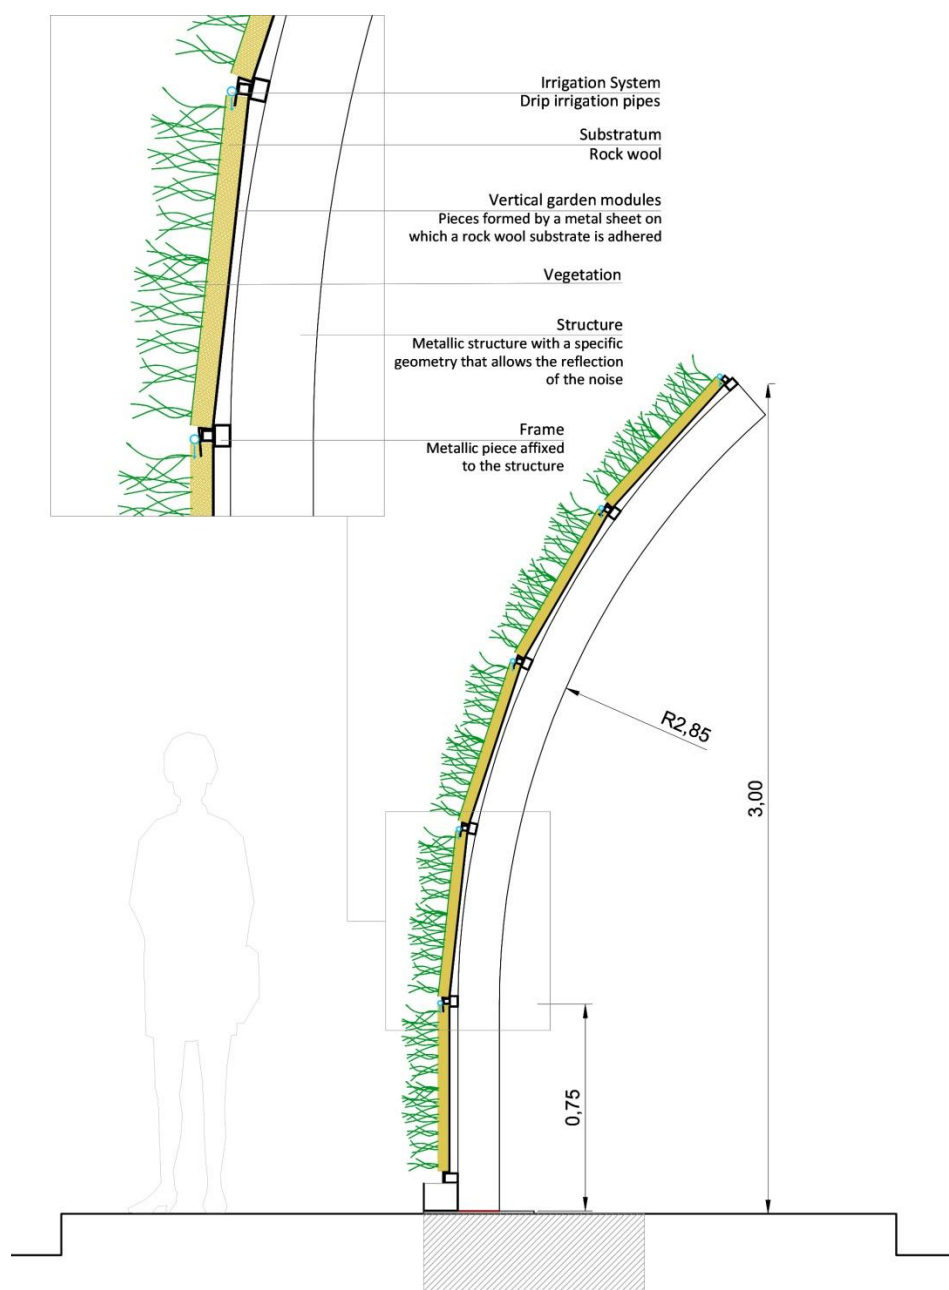 Irrigation System
Drip irrigation pipes
Substratum
Rock wool
Vertical garden modules
Pieces formed by a metal sheet on
which a rock wool substrate is adhered
Vegetation
Structure
Metallic structure with a specific
geometry that allows the reflection
of the noise
Frame
Metallic piece affixed
to the structure
R2,85
3,00
0,75